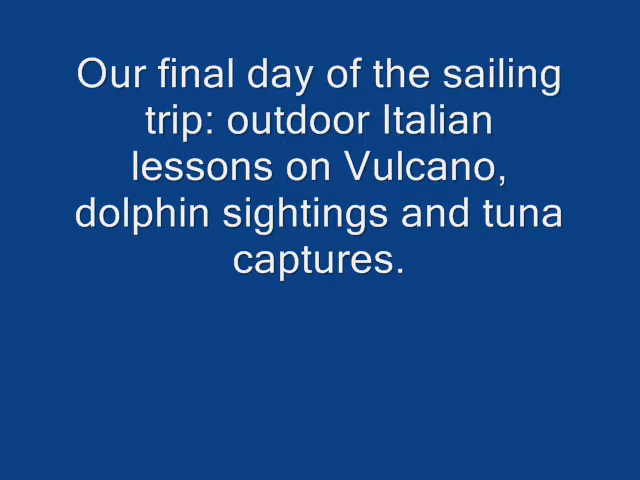 Our final day of the sailing
trip: outdoor Italian
lessons on Vulcano,
dolphin sightings and tuna
captures.